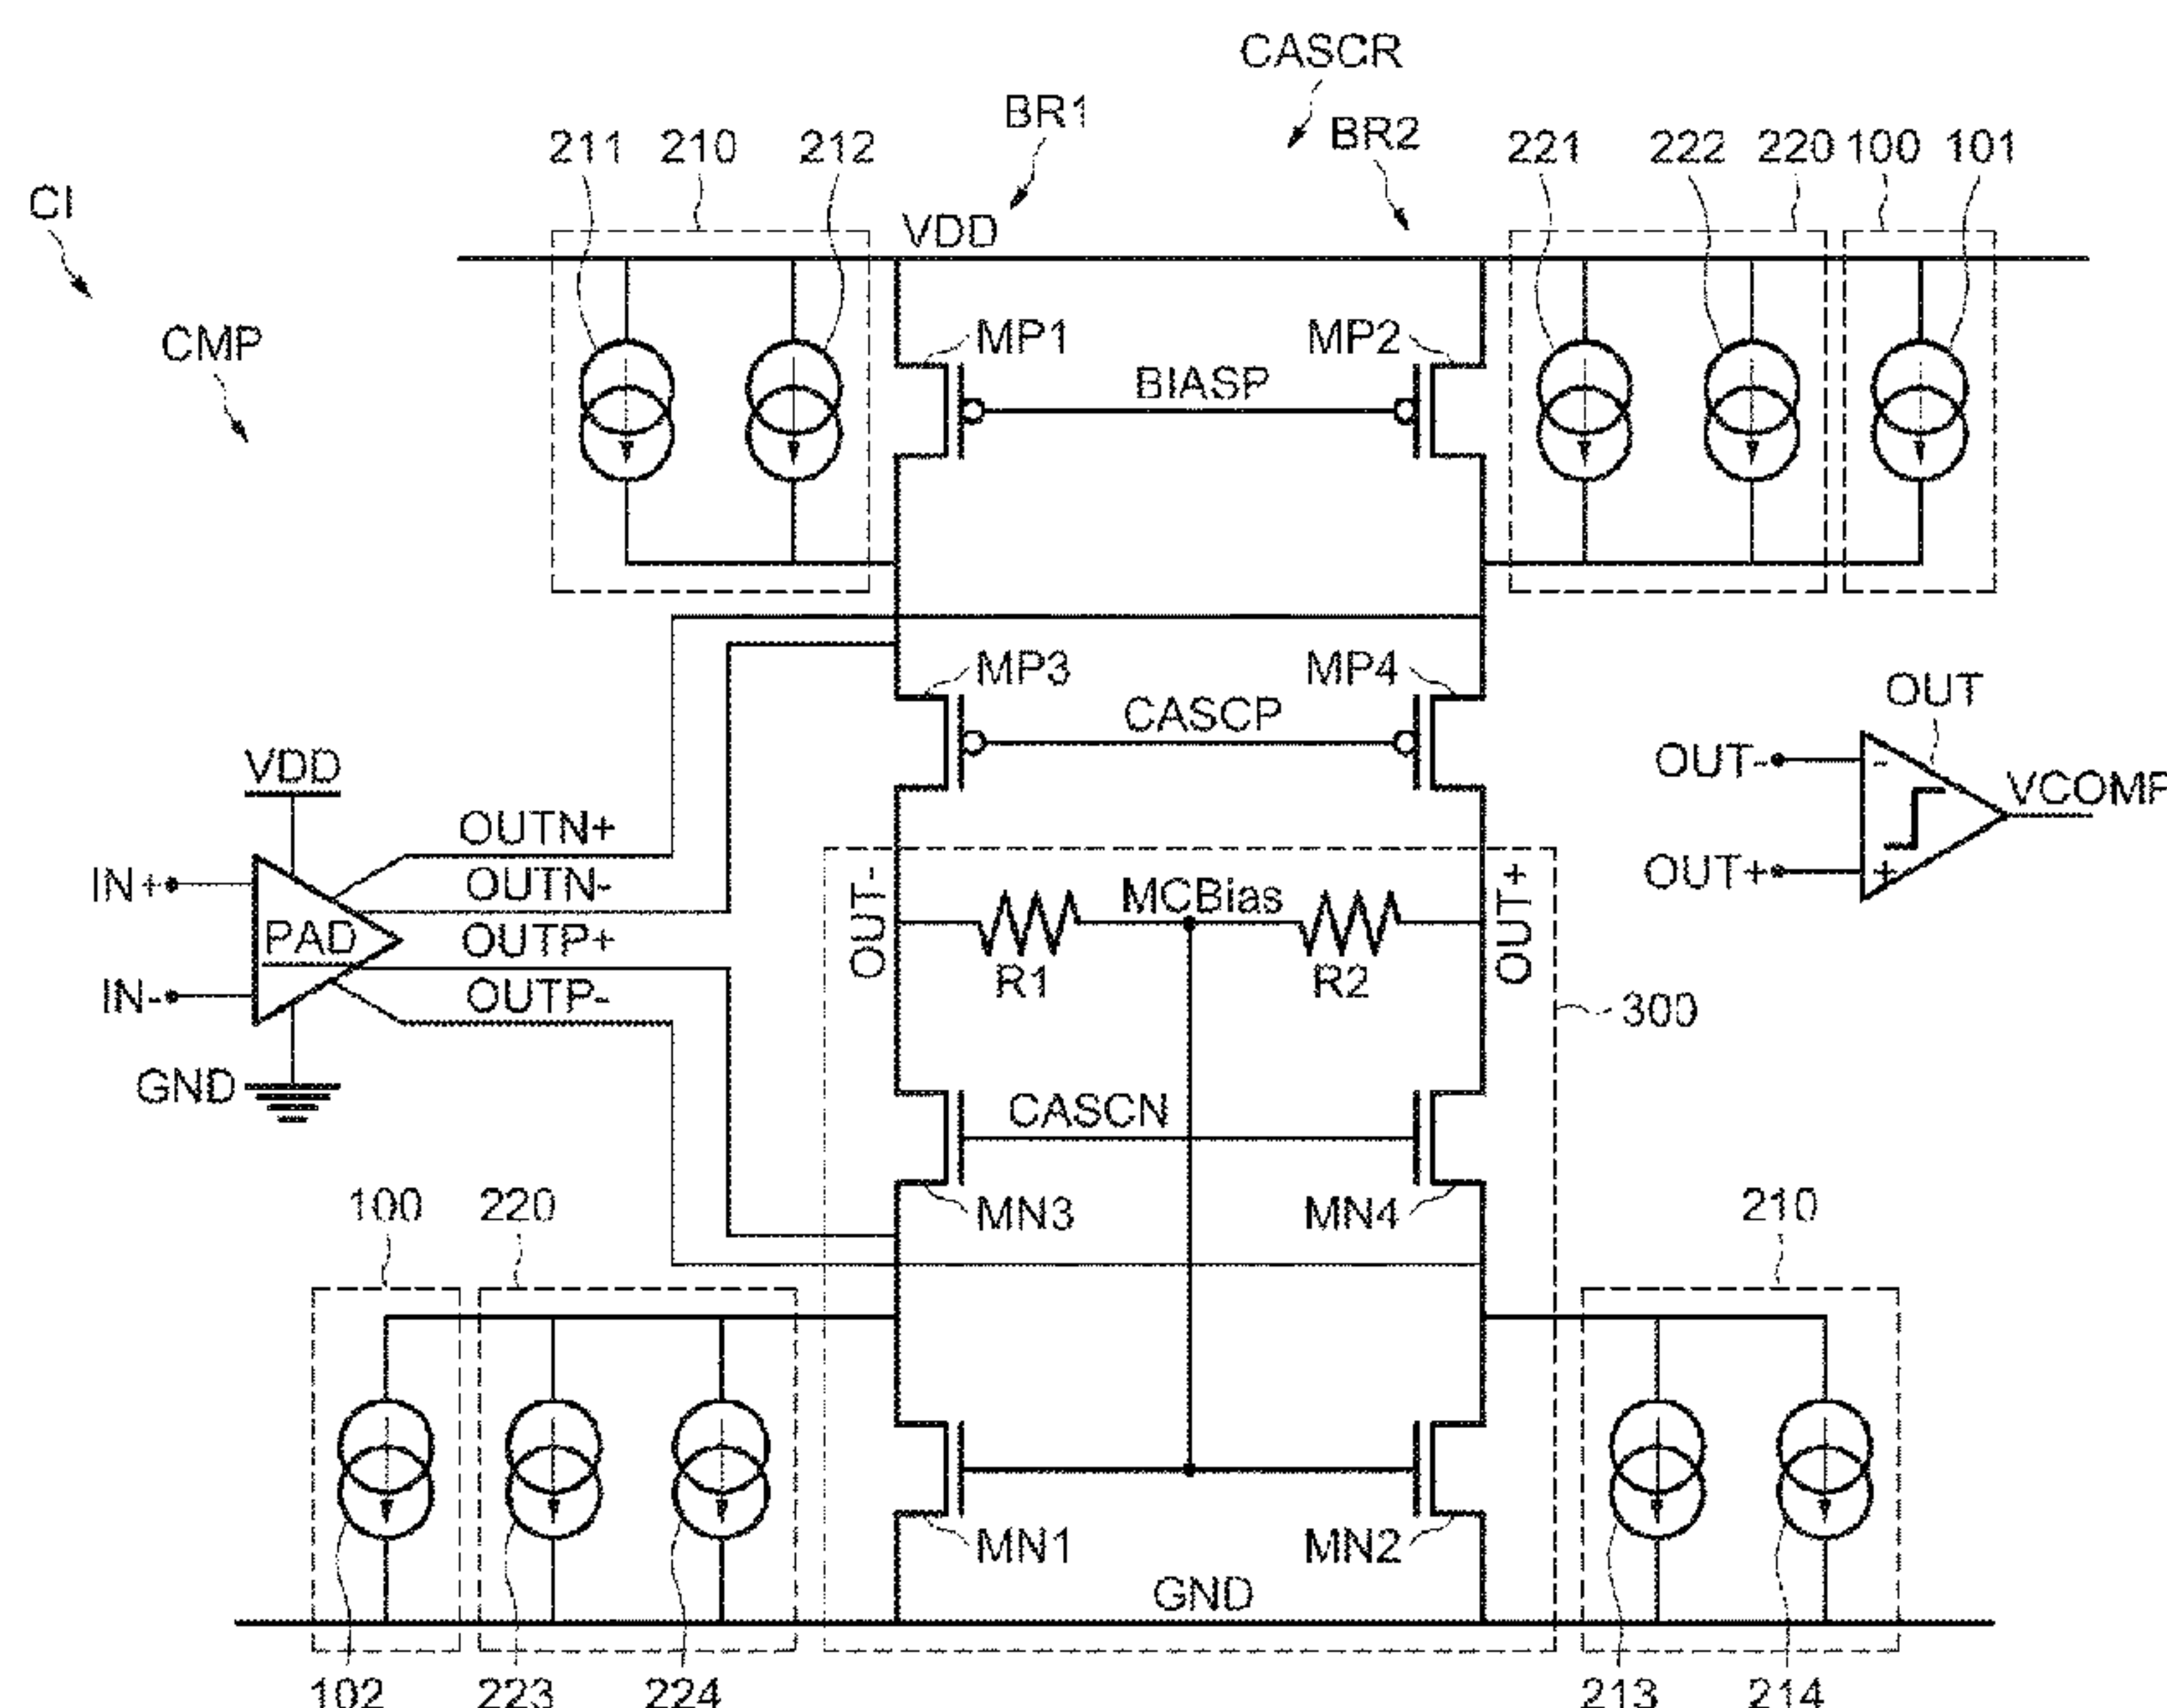 CASCR
BR1
BR2
211 210 212
221 222 220 100 101
CI
VDD
CMP
MP1
MP2
BIASP
MP3
MP4
CASCP
OUT
OUT-
-
VCOMP
OUT+
+
VDD
OUTN+
IN+
OUTN-
PAD
OUTP+
IN-
OUTP-
GND
OUT-
MCBias
OUT+
R1
R2
300
CASCN
MN3
MN4
100 220
210
MN1
MN2
GND
102 223 224
213 214